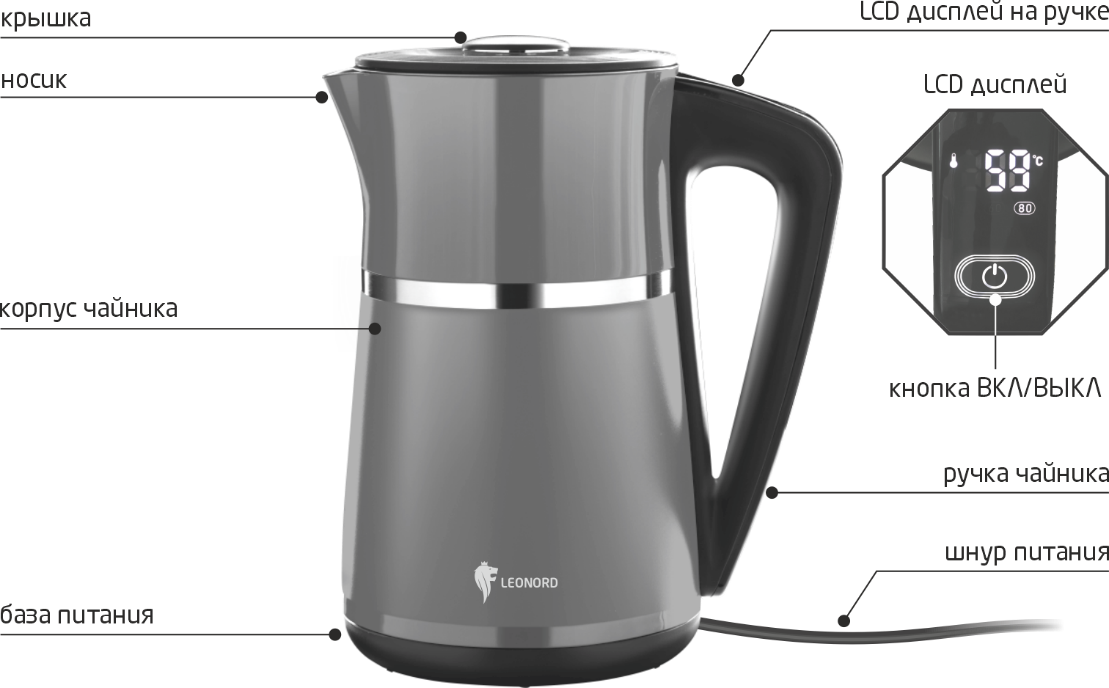 крышка
LCD дисплей на ручке
носик
LCD дисплей
59 °C
80
корпус чайника
кнопка ВКЛ/ВЫКЛ
ручка чайника
шнур питания
LEONORD
база питания